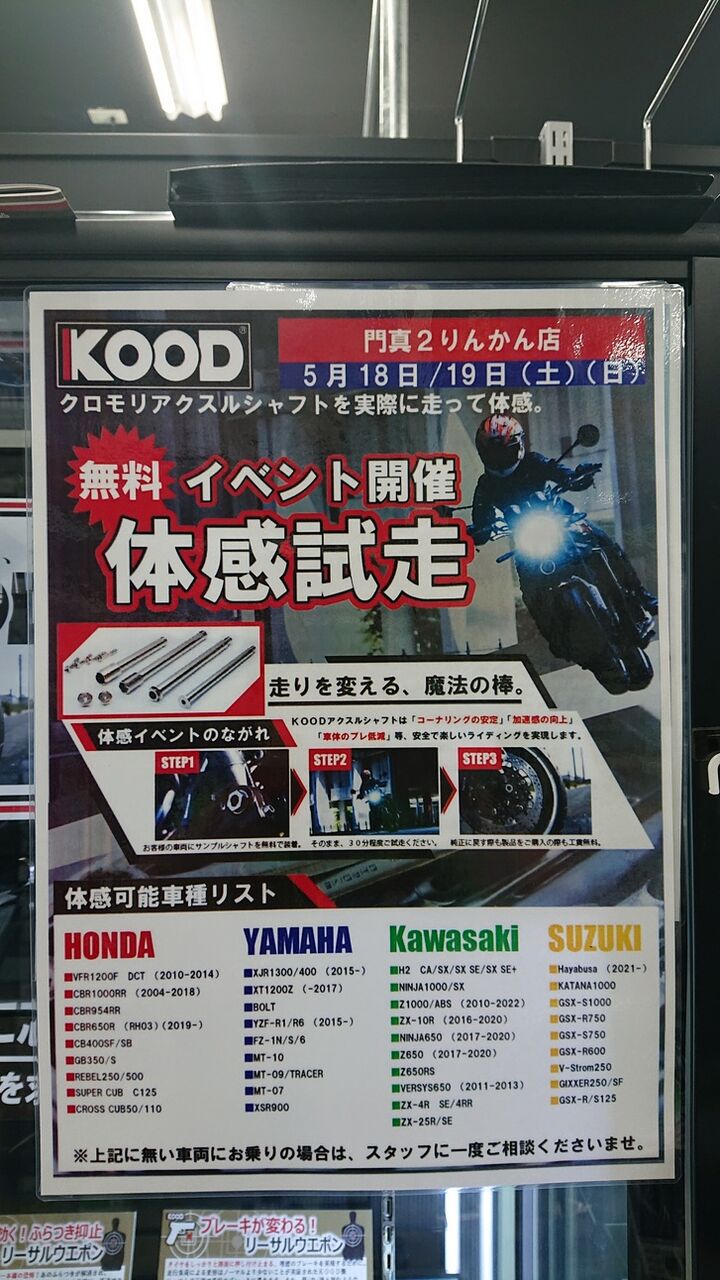 KOOD®
門真２りんかん店
5月18日/19日（土）（日）
クロモリアクスルシャフトを実際に走って体感。
無料 イベント開催
体感試走
走りを変える、魔法の棒。
KOODアクスルシャフトは「コーナリングの安定」「加速感の向上」
「車体のブレ低減」等、安全で楽しいライディングを実現します。
体感イベントのながれ
STEP1
STEP2
STEP3
お客様の車両にサンプルシャフトを無料で装着。
そのまま、３０分程度ご試走ください。
純正に戻す際も製品をご購入の際も工賃無料。
体感可能車種リスト
HONDA
■VFR1200F DCT (2010-2014)
■CBR1000RR (2004-2018)
■CBR954RR
■CBR650R (RH03)(2019-)
■CB400SF/SB
■GB350/S
■REBEL250/500
■SUPER CUB C125
■CROSS CUB50/110
YAMAHA
■XJR1300/400 (2015-)
■XT1200Z (-2017)
■BOLT
■YZF-R1/R6 (2015-)
■FZ-1N/S/6
■MT-10
■MT-09/TRACER
■MT-07
■XSR900
Kawasaki
■H2 CA/SX/SX SE/SX SE+
■NINJA1000/SX
■Z1000/ABS (2010-2022)
■ZX-10R (2016-2020)
■NINJA650 (2017-2020)
■Z650 (2017-2020)
■Z650RS
■VERSYS650 (2011-2013)
■ZX-4R SE/4RR
■ZX-25R/SE
SUZUKI
■Hayabusa (2021-)
■KATANA1000
■GSX-S1000
■GSX-R750
■GSX-S750
■GSX-R600
■V-Strom250
■GIXXER250/SF
■GSX-R/S125
※上記に無い車両にお乗りの場合は、スタッフに一度ご相談くださいませ。
効く！ふらつき抑止
リーサルウエポン
KOOD
ブレーキが変わる！
リーサルウエポン